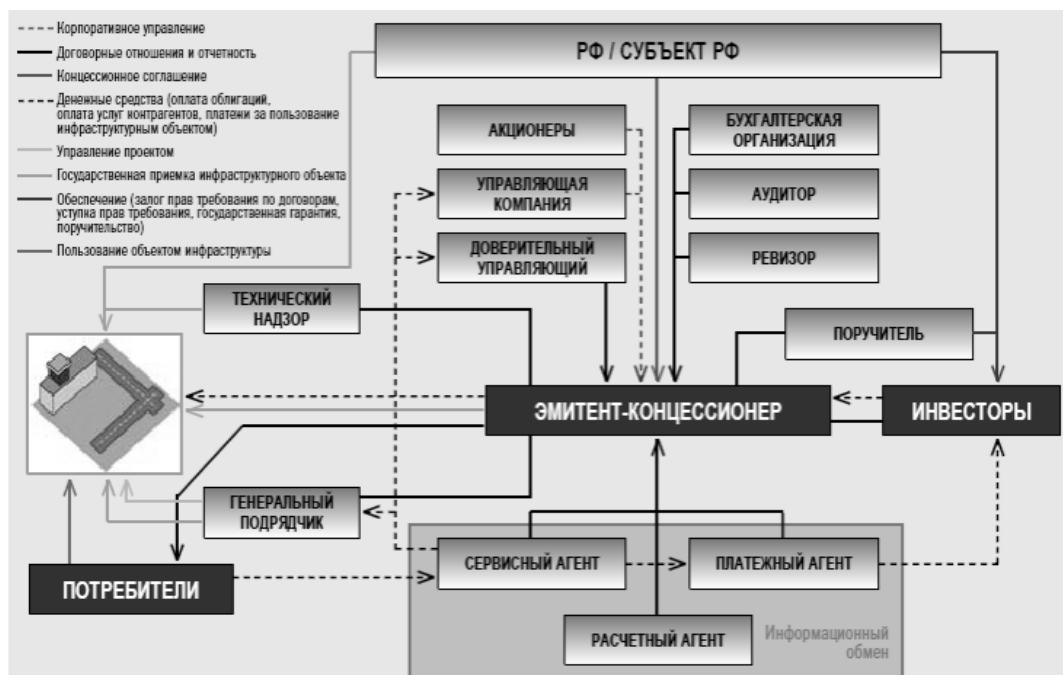 Корпоративное управление
Договорные отношения и отчетность
Концессионное соглашение
Денежные средства (оплата облигаций,
оплата услуг контрагентов, платежи за пользование
инфраструктурным объектом)
Управление проектом
Государственная приемка инфраструктурного объекта
Обеспечение (залог прав требования по договорам,
уступка прав требования, государственная гарантия,
поручительство)
Пользование объектом инфраструктуры
РФ / СУБЪЕКТ РФ
АКЦИОНЕРЫ
БУХГАЛТЕРСКАЯ
ОРГАНИЗАЦИЯ
УПРАВЛЯЮЩАЯ
КОМПАНИЯ
АУДИТОР
ДОВЕРИТЕЛЬНЫЙ
УПРАВЛЯЮЩИЙ
РЕВИЗОР
ТЕХНИЧЕСКИЙ
НАДЗОР
ПОРУЧИТЕЛЬ
ЭМИТЕНТ-КОНЦЕССИОНЕР
ИНВЕСТОРЫ
ГЕНЕРАЛЬНЫЙ
ПОДРЯДЧИК
СЕРВИСНЫЙ АГЕНТ
ПЛАТЕЖНЫЙ АГЕНТ
ПОТРЕБИТЕЛИ
РАСЧЕТНЫЙ АГЕНТ
Информационный
обмен